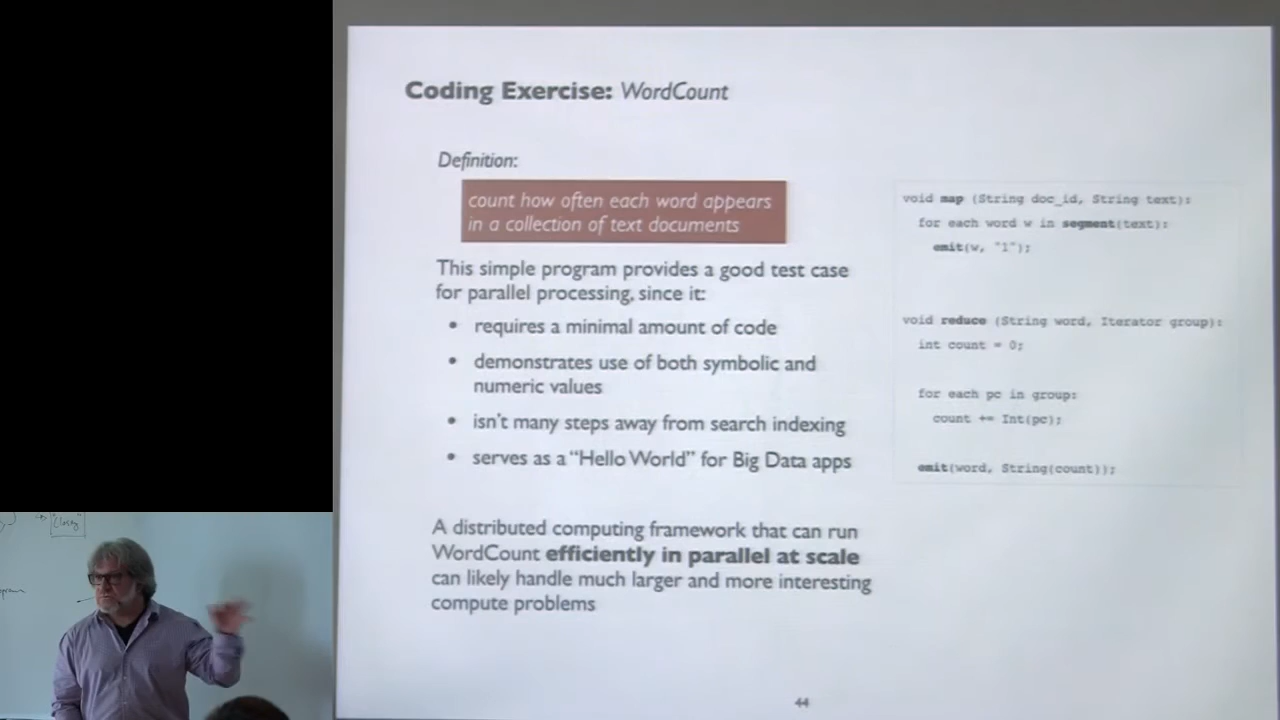 Coding Exercise: WordCount
Definition:
count how often each word appears
in a collection of text documents
This simple program provides a good test case
for parallel processing, since it:
• requires a minimal amount of code
• demonstrates use of both symbolic and
numeric values
• isn't many steps away from search indexing
• serves as a "Hello World" for Big Data apps
A distributed computing framework that can run
WordCount efficiently in parallel at scale
can likely handle much larger and more interesting
compute problems
void map (String doc_id, String text):
for each word w in segment(text):
emit(w, "1");
void reduce (String word, Iterator group):
int count = 0;
for each pc in group:
count += Int(pc);
emit(word, String(count));
44